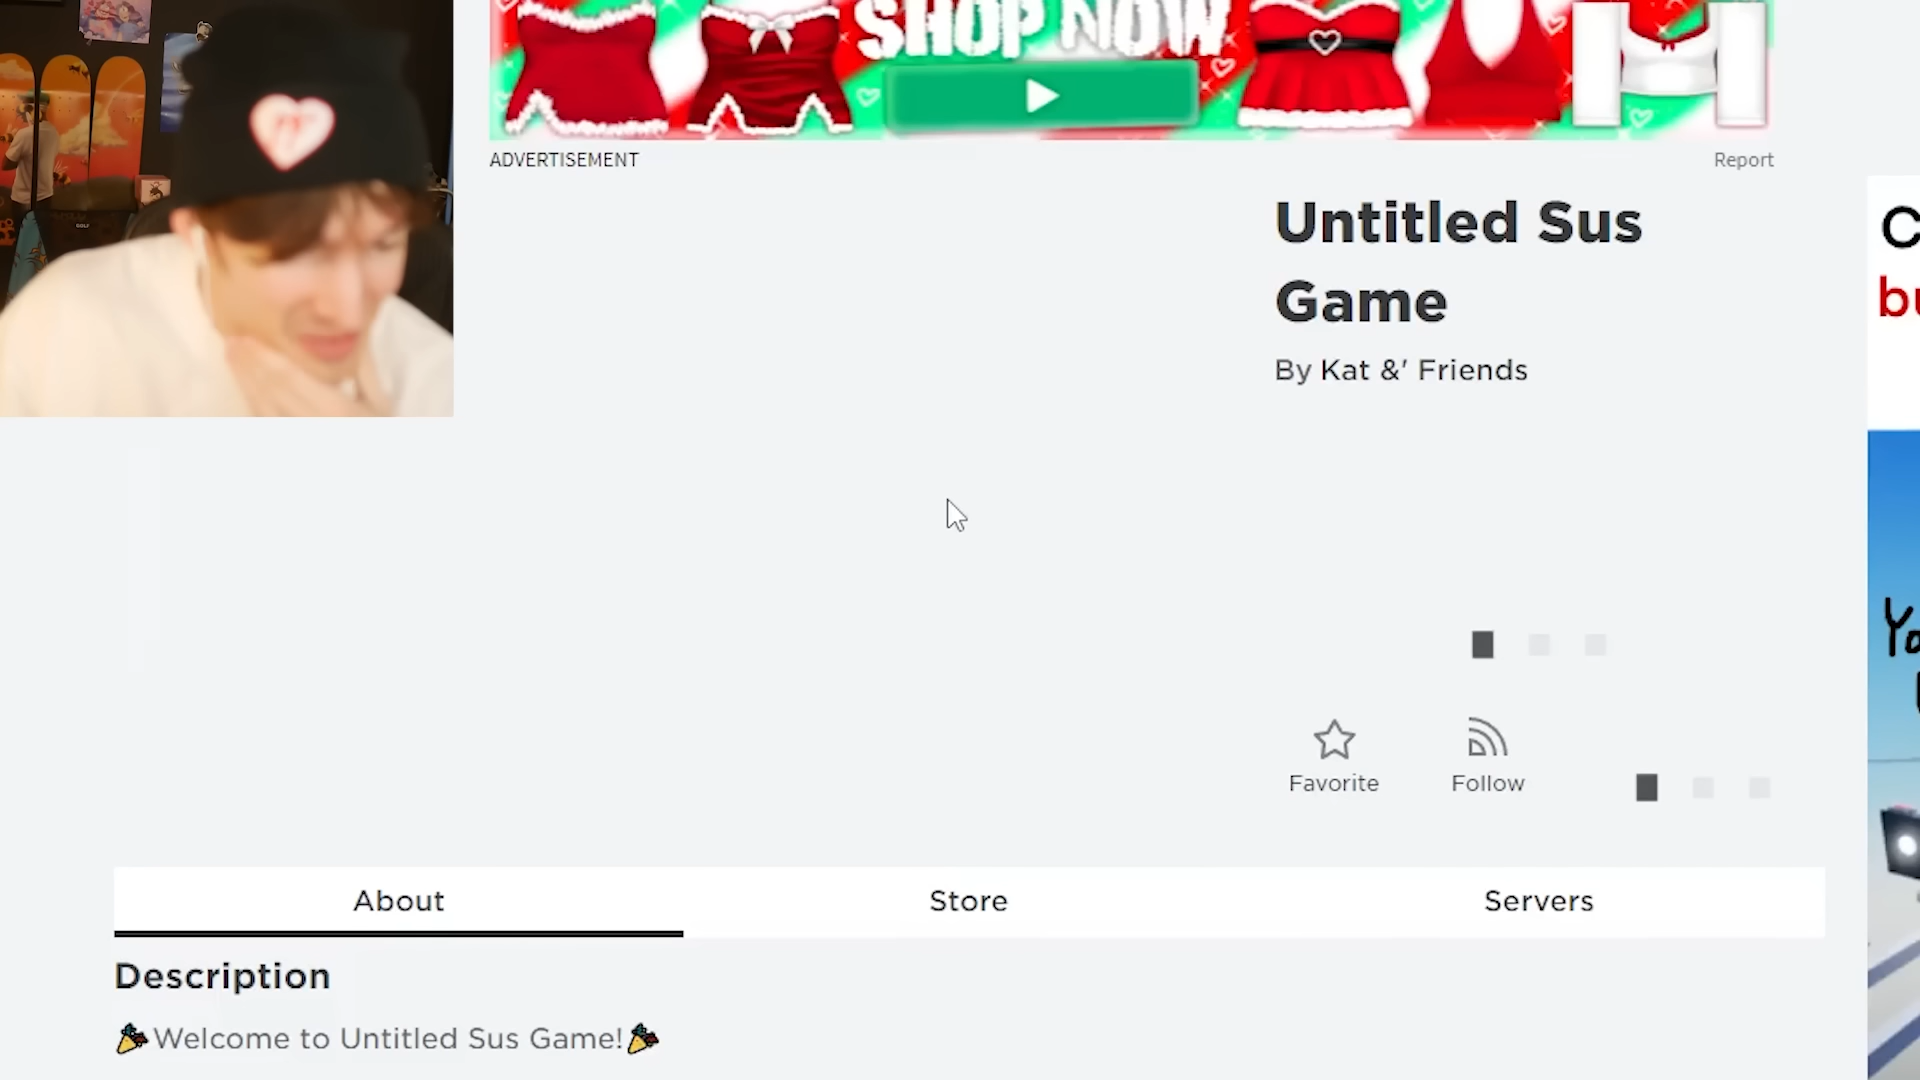 SHOP NOW
ADVERTISEMENT
Report
Untitled Sus
Game
By Kat &' Friends
Favorite
Follow
About
Store
Servers
Description
Welcome to Untitled Sus Game!